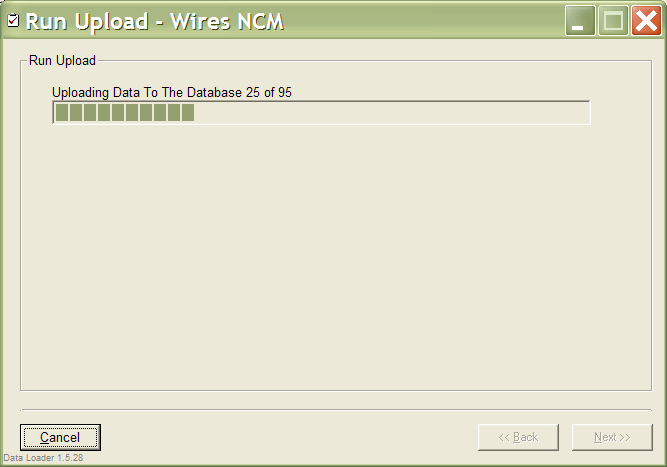 Run Upload - Wires NCM
Run Upload
Uploading Data To The Database 25 of 95
Cancel
<< Back
Next >>
Data Loader 1.5.28